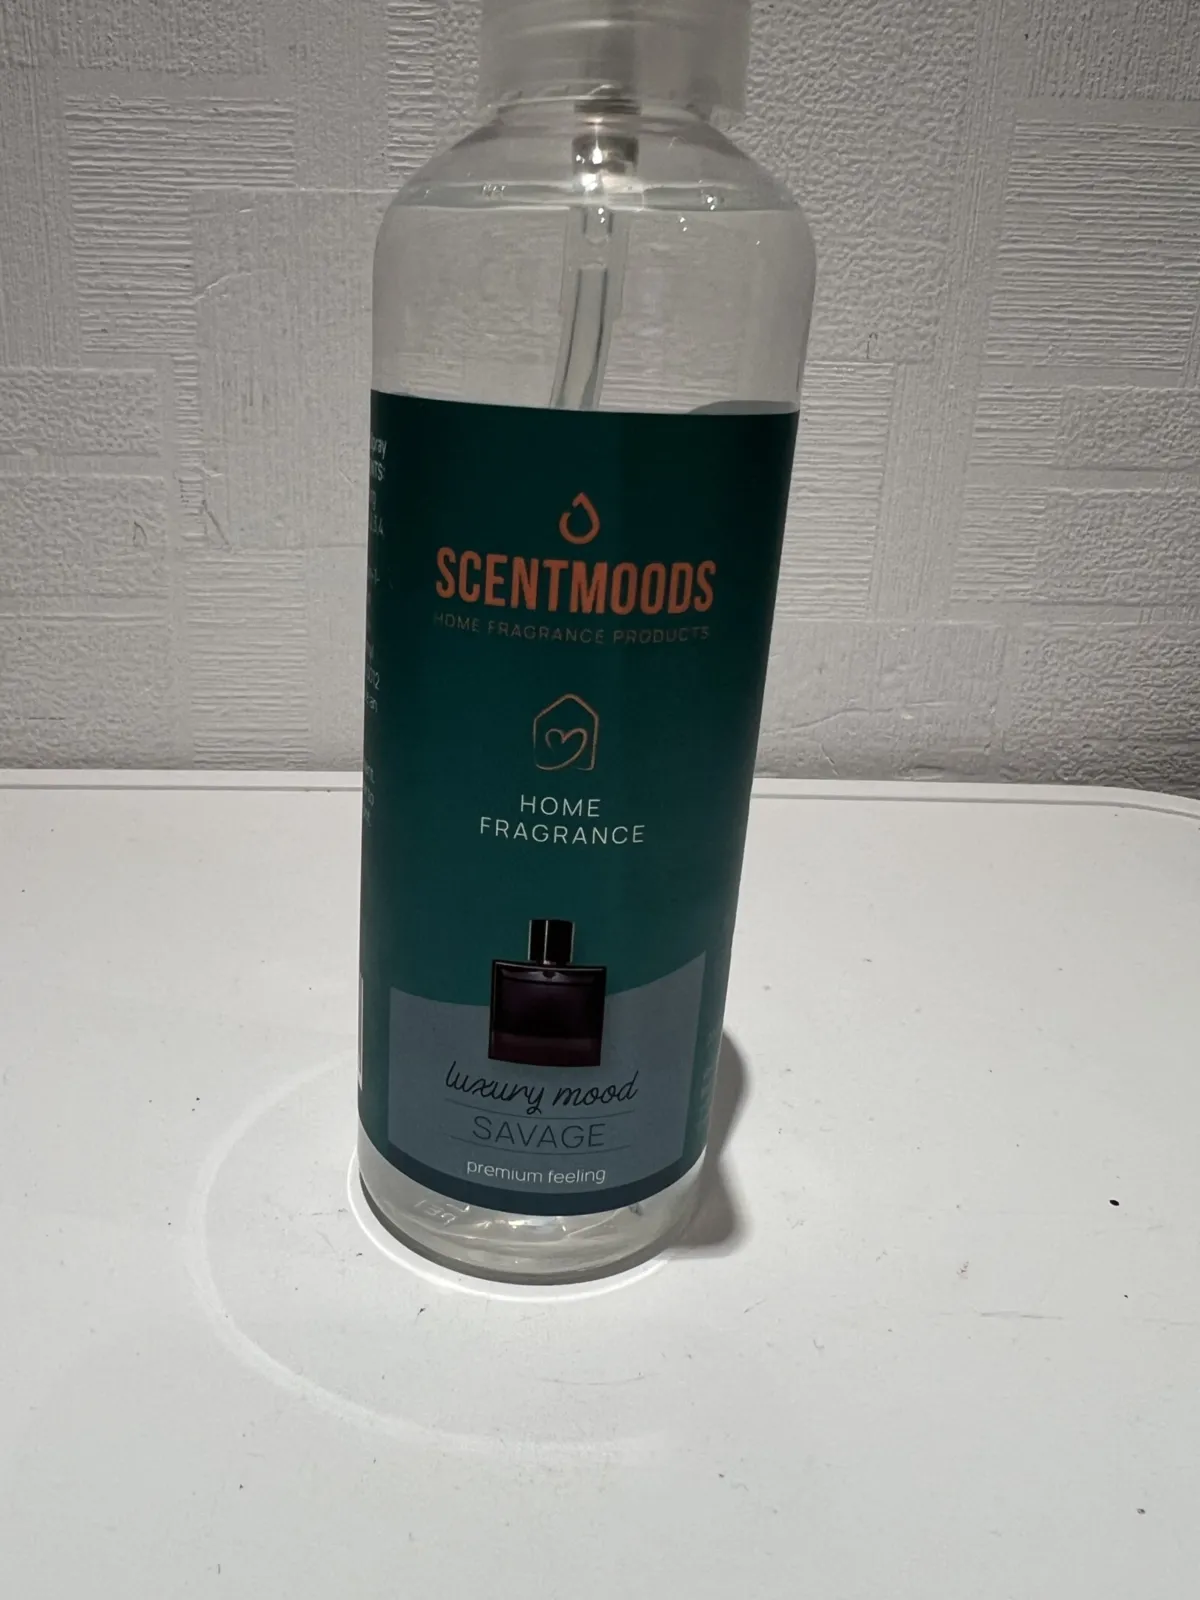 SCENTMOODS
HOME FRAGRANCE PRODUCTS
HOME
FRAGRANCE
luxury mood
SAVAGE
premium feeling